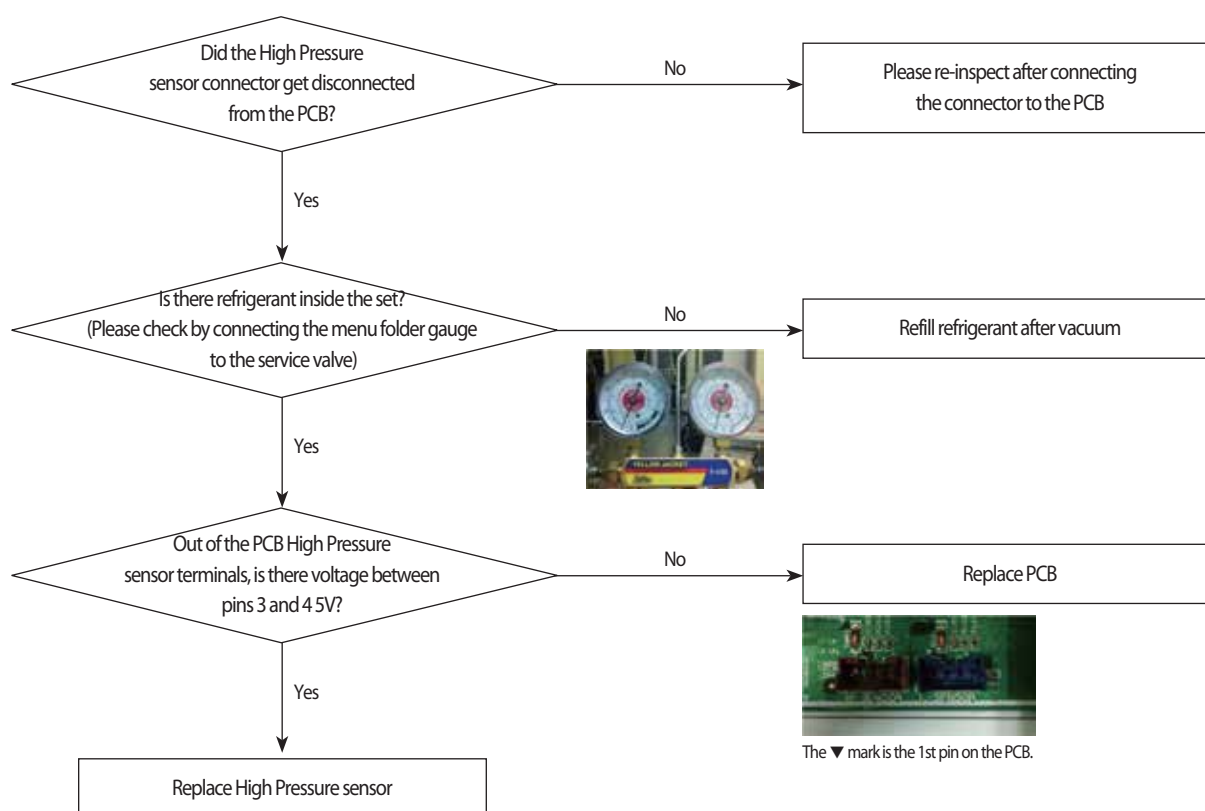 Did the High Pressure
sensor connector get disconnected
from the PCB?
No
Please re-inspect after connecting
the connector to the PCB
Yes
Is there refrigerant inside the set?
(Please check by connecting the menu folder gauge
to the service valve)
No
Refill refrigerant after vacuum
YELLOW JACKET
Yes
Out of the PCB High Pressure
sensor terminals, is there voltage between
pins 3 and 4 5V?
No
Replace PCB
The ▼ mark is the 1st pin on the PCB.
Yes
Replace High Pressure sensor